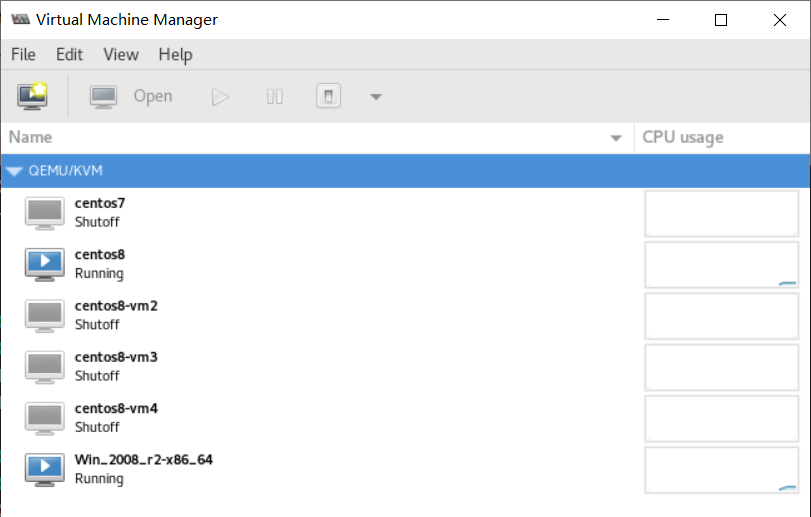 Virtual Machine Manager
File Edit View Help
Open
Name CPU usage
QEMU/KVM
centos7
Shutoff
centos8
Running
centos8-vm2
Shutoff
centos8-vm3
Shutoff
centos8-vm4
Shutoff
Win_2008_r2-x86_64
Running